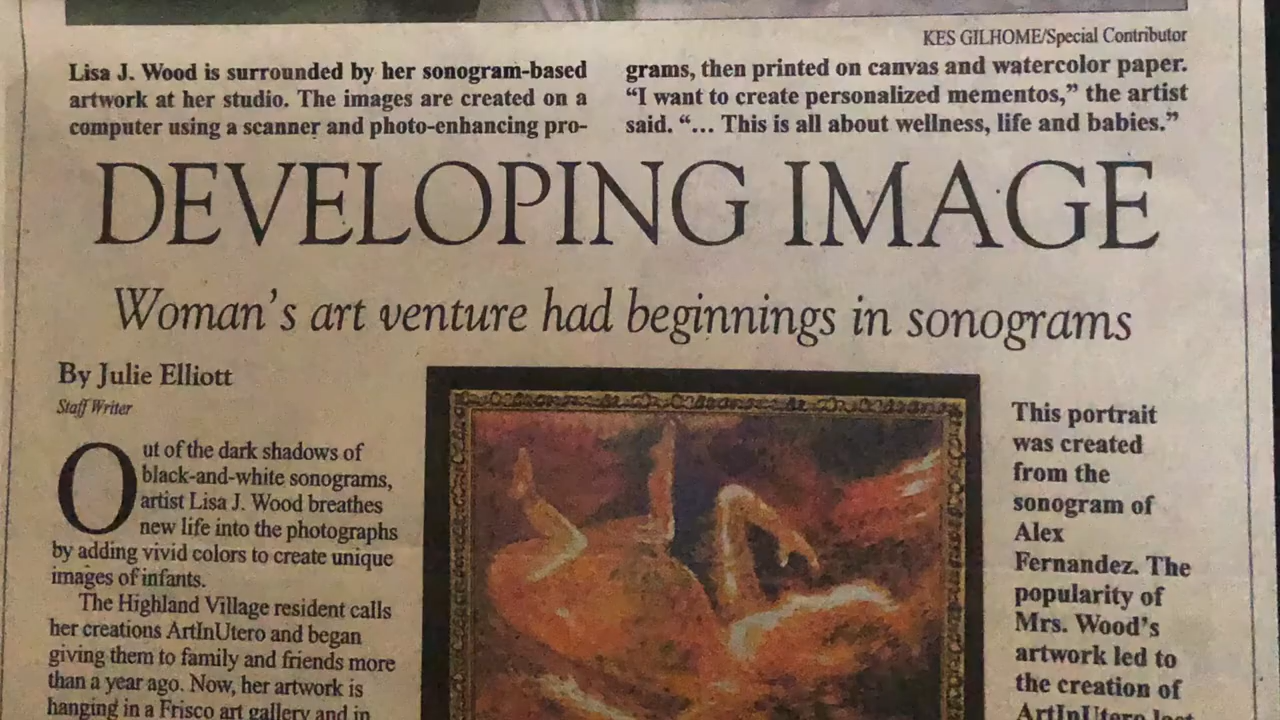 KES GILHOME/Special Contributor
Lisa J. Wood is surrounded by her sonogram-based
artwork at her studio. The images are created on a
computer using a scanner and photo-enhancing pro-
grams, then printed on canvas and watercolor paper.
“I want to create personalized mementos,” the artist
said. “... This is all about wellness, life and babies.”
DEVELOPING IMAGE
Woman’s art venture had beginnings in sonograms
By Julie Elliott
Staff Writer
Out of the dark shadows of
black-and-white sonograms,
artist Lisa J. Wood breathes
new life into the photographs
by adding vivid colors to create unique
images of infants.
The Highland Village resident calls
her creations ArtInUtero and began
giving them to family and friends more
than a year ago. Now, her artwork is
hanging in a Frisco art gallery and in
This portrait
was created
from the
sonogram of
Alex
Fernandez. The
popularity of
Mrs. Wood’s
artwork led to
the creation of
ArtInUtero last